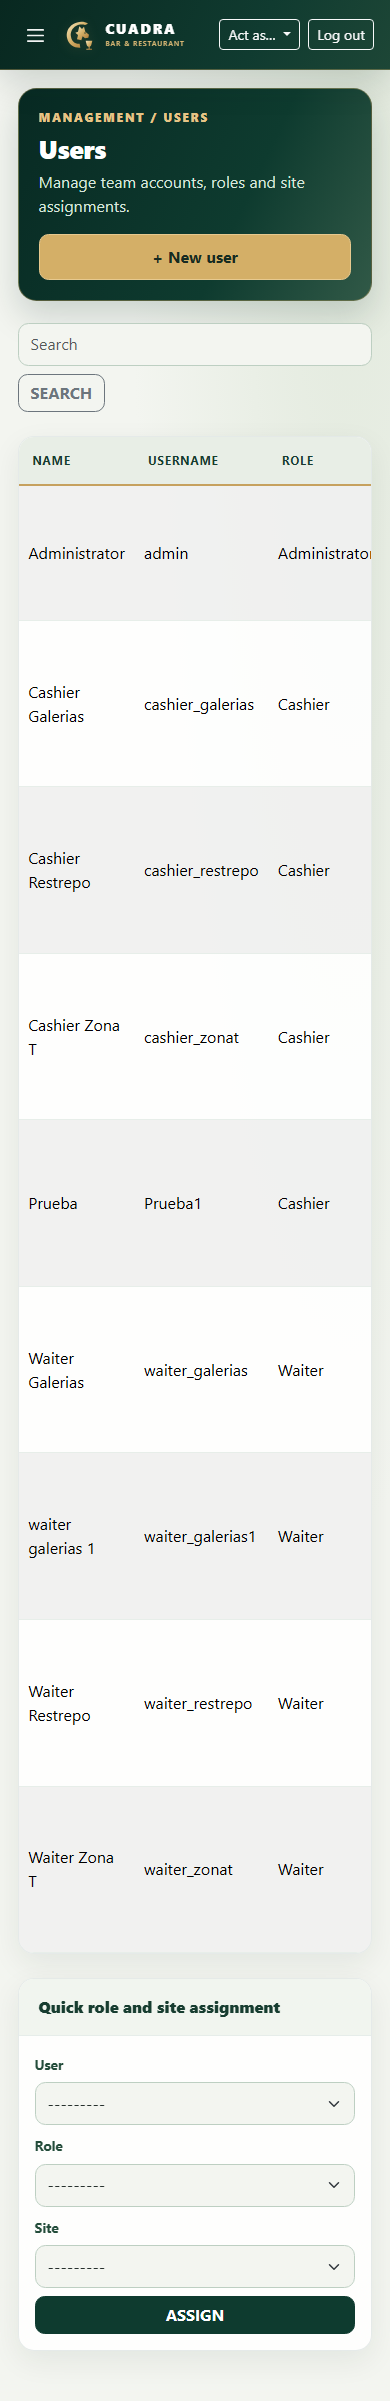 CUADRA
BAR & RESTAURANT
Act as...
Log out
MANAGEMENT / USERS
Users
Manage team accounts, roles and site
assignments.
+ New user
Search
SEARCH
NAME USERNAME ROLE
Administrator admin Administrator
Cashier
Galerias
cashier_galerias Cashier
Cashier
Restrepo
cashier_restrepo Cashier
Cashier Zona
T
cashier_zonat Cashier
Prueba Prueba1 Cashier
Waiter
Galerias
waiter_galerias Waiter
waiter
galerias 1
waiter_galerias1 Waiter
Waiter
Restrepo
waiter_restrepo Waiter
Waiter Zona
T
waiter_zonat Waiter
Quick role and site assignment
User
---------
Role
---------
Site
---------
ASSIGN